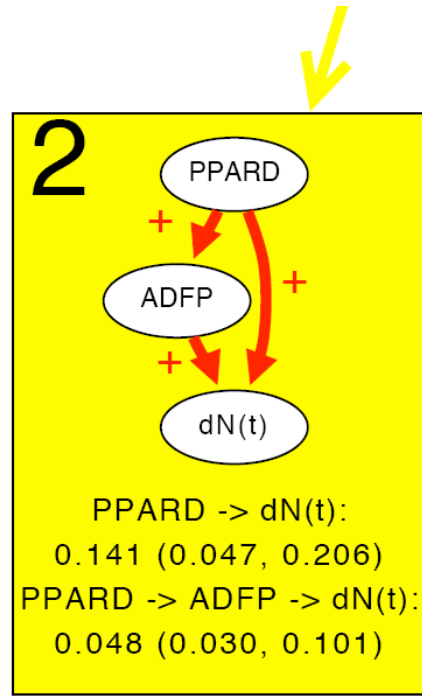 2
PPARD
+
+
ADFP
+
dN(t)
PPARD -> dN(t):
0.141 (0.047, 0.206)
PPARD -> ADFP -> dN(t):
0.048 (0.030, 0.101)